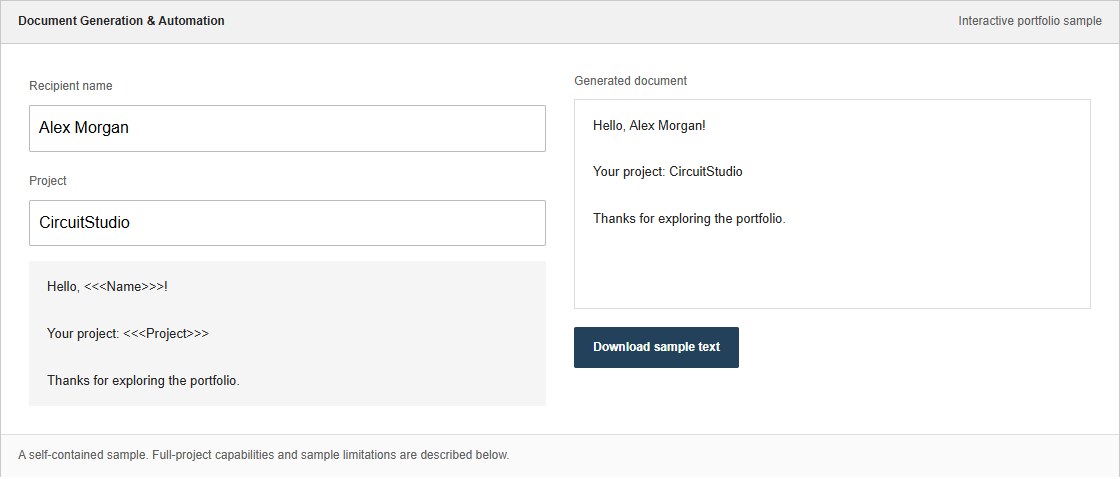 Document Generation & Automation
Interactive portfolio sample
Recipient name
Alex Morgan
Project
CircuitStudio
Hello, <<<Name>>>!
Your project: <<<Project>>>
Thanks for exploring the portfolio.
Generated document
Hello, Alex Morgan!
Your project: CircuitStudio
Thanks for exploring the portfolio.
Download sample text
A self-contained sample. Full-project capabilities and sample limitations are described below.